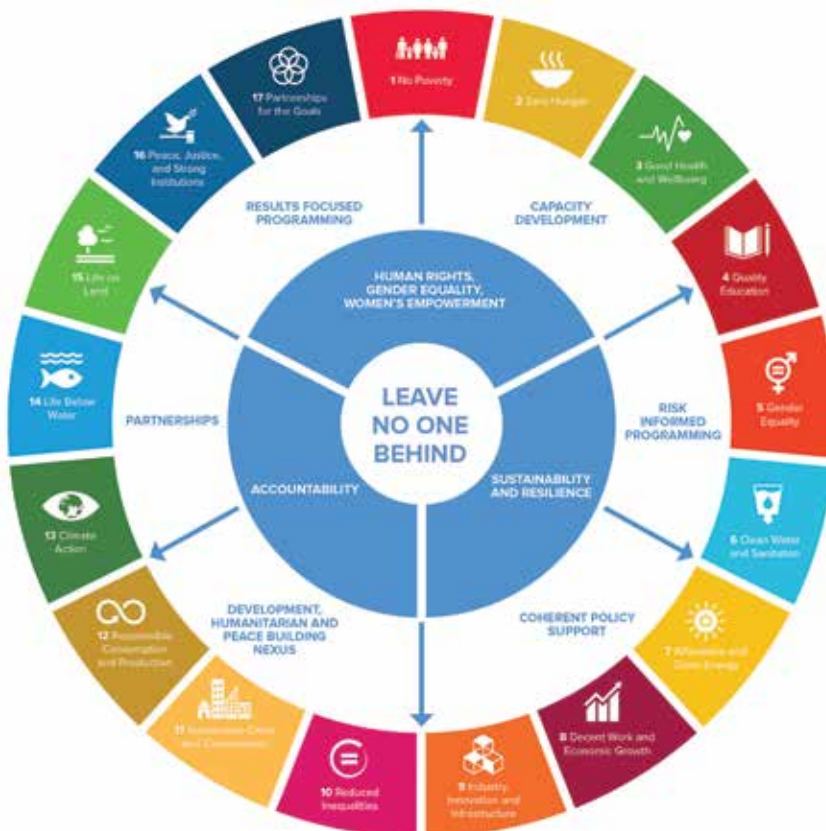 1 No Poverty
2 Zero Hunger
3 Good Health
and Wellbeing
4 Quality
Education
5 Gender
Equality
6 Clean Water
and Sanitation
7 Affordable and
Clean Energy
8 Decent Work and
Economic Growth
9 Industry,
Innovation and
Infrastructure
10 Reduced
Inequalities
11 Sustainable Cities
and Communities
12 Responsible
Consumption
and Production
13 Climate
Action
14 Life Below
Water
15 Life on
Land
16 Peace, Justice,
and Strong
Institutions
17 Partnerships
for the Goals
RESULTS FOCUSED
PROGRAMMING
CAPACITY
DEVELOPMENT
RISK
INFORMED
PROGRAMMING
COHERENT POLICY
SUPPORT
DEVELOPMENT,
HUMANITARIAN AND
PEACE BUILDING
NEXUS
PARTNERSHIPS
HUMAN RIGHTS,
GENDER EQUALITY,
WOMEN'S EMPOWERMENT
SUSTAINABILITY
AND RESILIENCE
ACCOUNTABILITY
LEAVE
NO ONE
BEHIND